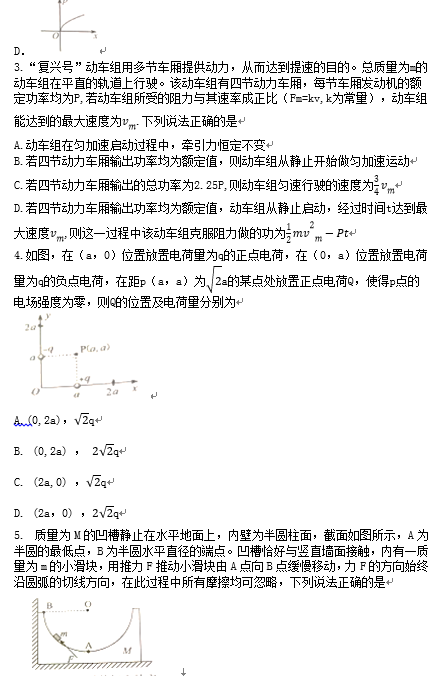 P
O
x
D.
3.“复兴号”动车组用多节车厢提供动力，从而达到提速的目的。总质量为m的
动车组在平直的轨道上行驶。该动车组有四节动力车厢，每节车厢发动机的额
定功率均为P,若动车组所受的阻力与其速率成正比（Fm=kv,k为常量），动车组
能达到的最大速度为vₘ.下列说法正确的是
A.动车组在匀加速启动过程中，牵引力恒定不变
B.若四节动力车厢输出功率均为额定值，则动车组从静止开始做匀加速运动
C.若四节动力车厢输出的总功率为2.25P,则动车组匀速行驶的速度为3/4vₘ
D.若四节动力车厢输出功率均为额定值，动车组从静止启动，经过时间t达到最
大速度vₘ,则这一过程中该动车组克服阻力做的功为1/2mv²ₘ－Pt
4.如图，在（a，0）位置放置电荷量为q的正点电荷，在（0，a）位置放置电荷
量为q的负点电荷，在距p（a，a）为√2a的某点处放置正点电荷Q，使得p点的
电场强度为零，则Q的位置及电荷量分别为
y
2a
-q
a
P(a,a)
+q
O
a
2a
x
A.(0,2a)，√2q
B. (0,2a) ， 2√2q
C. (2a,0) ，√2q
D. (2a，0) ，2√2q
5. 质量为M的凹槽静止在水平地面上，内壁为半圆柱面，截面如图所示，A为
半圆的最低点，B为半圆水平直径的端点。凹槽恰好与竖直墙面接触，内有一质
量为m的小滑块，用推力F推动小滑块由A点向B点缓慢移动，力F的方向始终
沿圆弧的切线方向，在此过程中所有摩擦均可忽略，下列说法正确的是
B
O
m
A
F
M